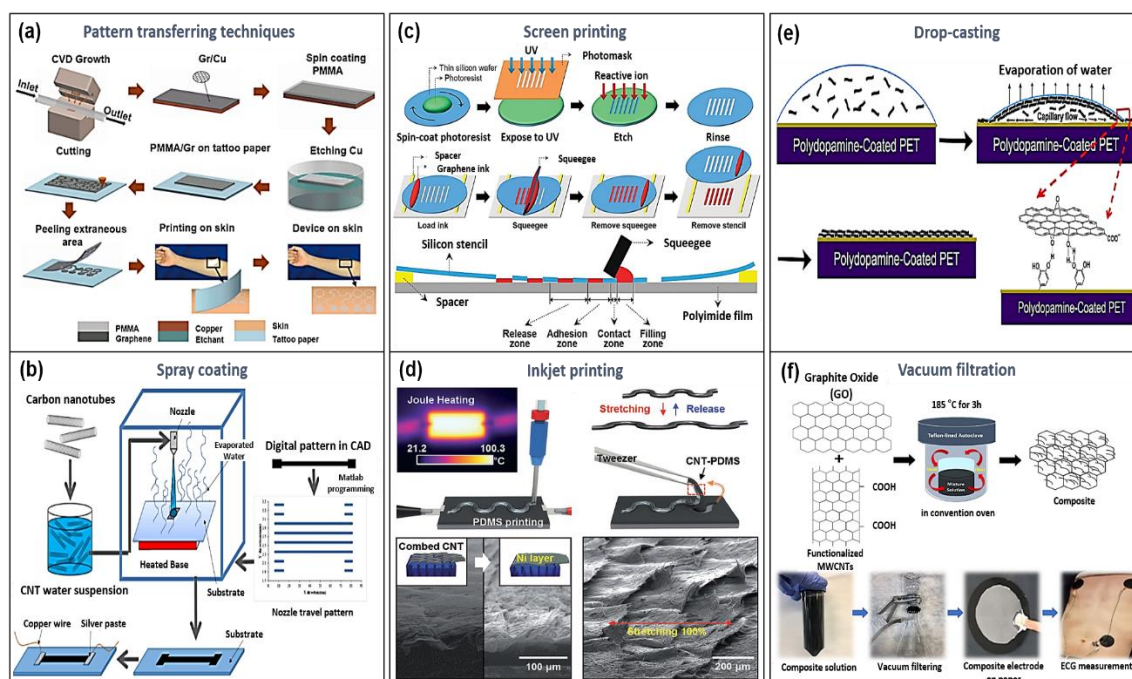 (a) Pattern transferring techniques
CVD Growth
Gr/Cu
Spin coating
PMMA
Inlet
Outlet
Cutting
PMMA/Gr on tattoo paper
Etching Cu
Peeling extraneous
area
Printing on skin
Device on skin
PMMA
Graphene
Copper
Etchant
Skin
Tattoo paper
(b) Spray coating
Carbon nanotubes
Nozzle
Evaporated
Water
Digital pattern in CAD
Matlab
programming
Heated Base
CNT water suspension
Substrate
Nozzle travel pattern
Copper wire
Silver paste
Substrate
(c) Screen printing
UV
Photomask
Thin silicon wafer
Photoresist
Reactive ion
Spin-coat photoresist
Expose to UV
Etch
Rinse
Spacer
Graphene ink
Squeegee
Load ink
Squeegee
Remove squeegee
Remove stencil
Silicon stencil
Squeegee
Spacer
Polyimide film
Release
zone
Adhesion
zone
Contact
zone
Filling
zone
(d) Inkjet printing
Joule Heating
21.2
100.3
°C
Stretching
Release
Tweezer
CNT-PDMS
PDMS printing
Combed CNT
Ni layer
100 µm
Stretching 100%
200 µm
(e) Drop-casting
Evaporation of water
Capillary flow
Polydopamine-Coated PET
Polydopamine-Coated PET
Polydopamine-Coated PET
COO⁻
Polydopamine-Coated PET
(f) Vacuum filtration
Graphite Oxide
(GO)
+
COOH
COOH
Functionalized
MWCNTs
185 °C for 3h
Teflon-lined Autoclave
Mixture
Solution
in convention oven
Composite
Composite solution
Vacuum filtering
Composite electrode
on paper
ECG measurement